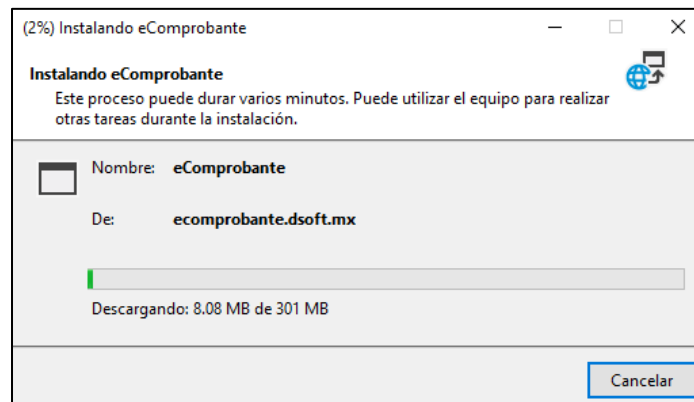 (2%) Instalando eComprobante
Instalando eComprobante
Este proceso puede durar varios minutos. Puede utilizar el equipo para realizar
otras tareas durante la instalación.
Nombre: eComprobante
De: ecomprobante.dsoft.mx
Descargando: 8.08 MB de 301 MB
Cancelar